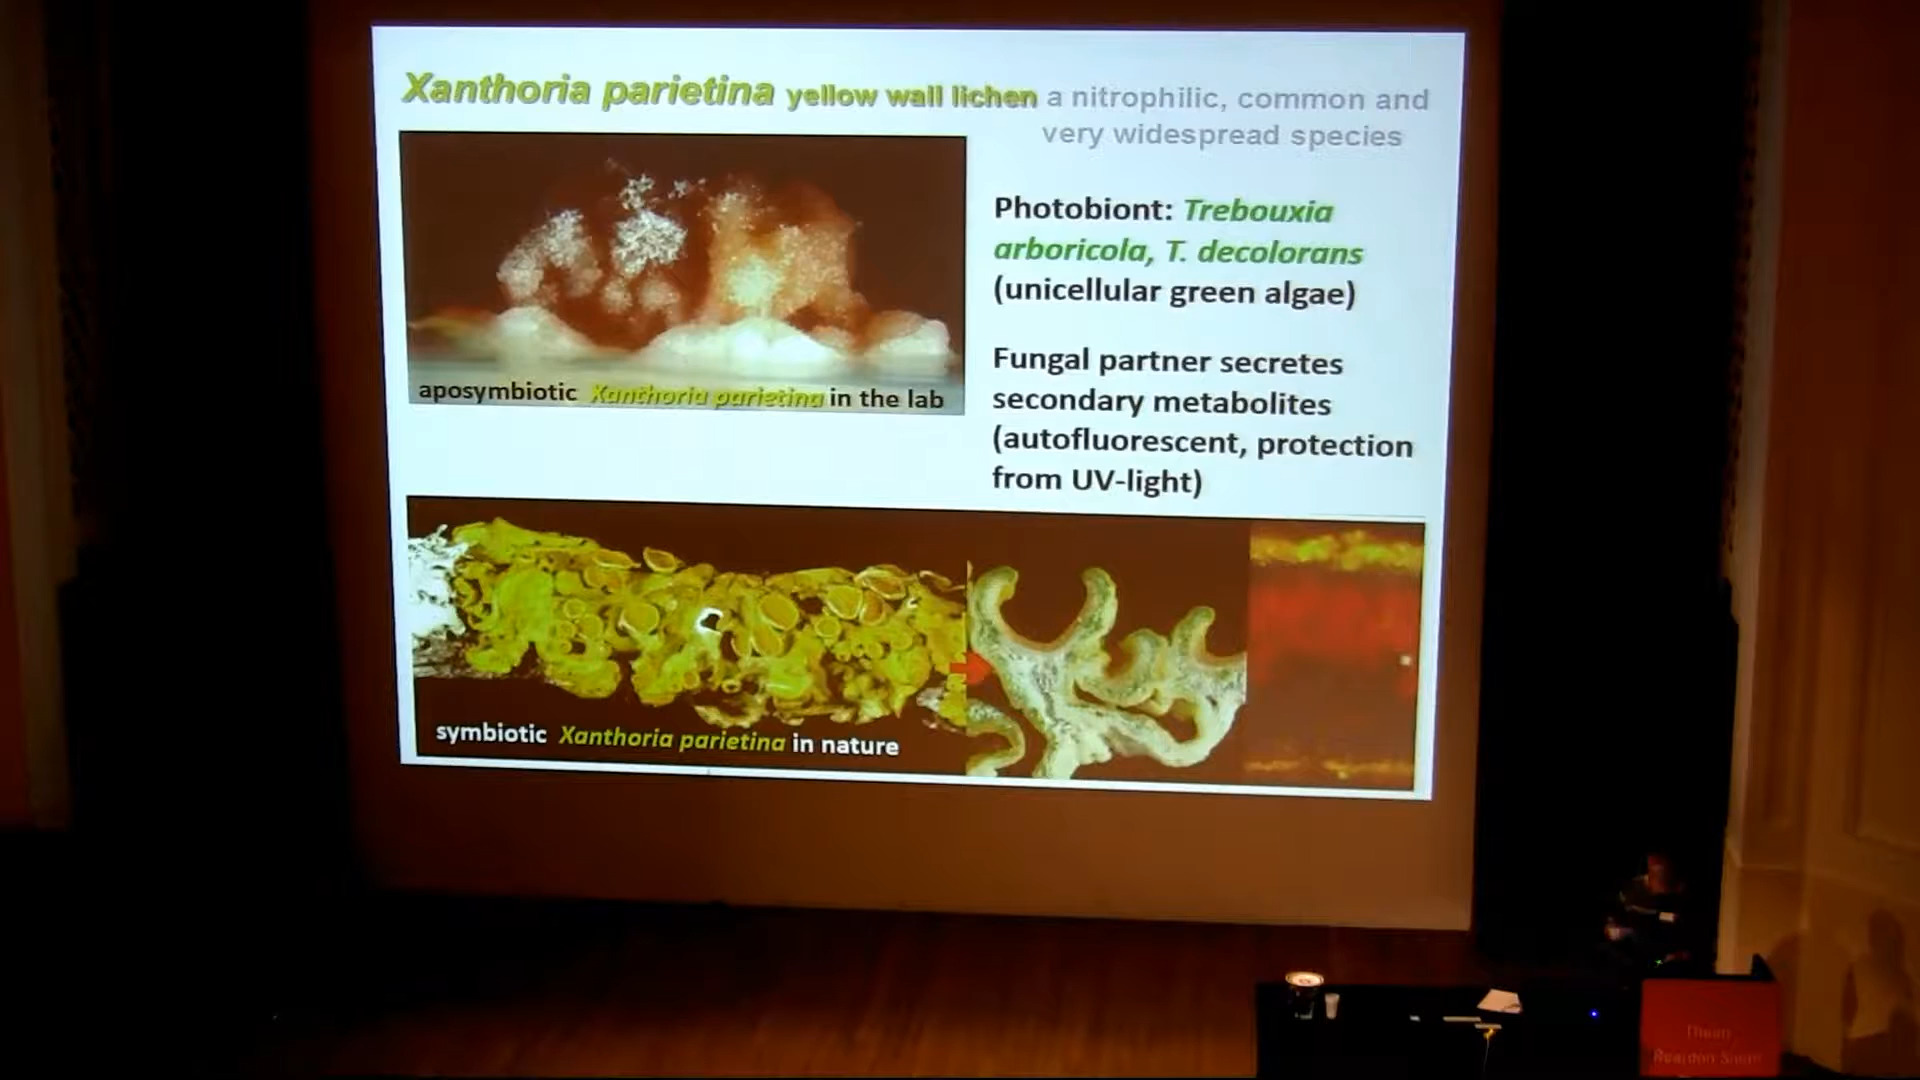 Xanthoria parietina yellow wall lichen a nitrophilic, common and
very widespread species
aposymbiotic Xanthoria parietina in the lab
Photobiont: Trebouxia
arboricola, T. decolorans
(unicellular green algae)
Fungal partner secretes
secondary metabolites
(autofluorescent, protection
from UV-light)
symbiotic Xanthoria parietina in nature